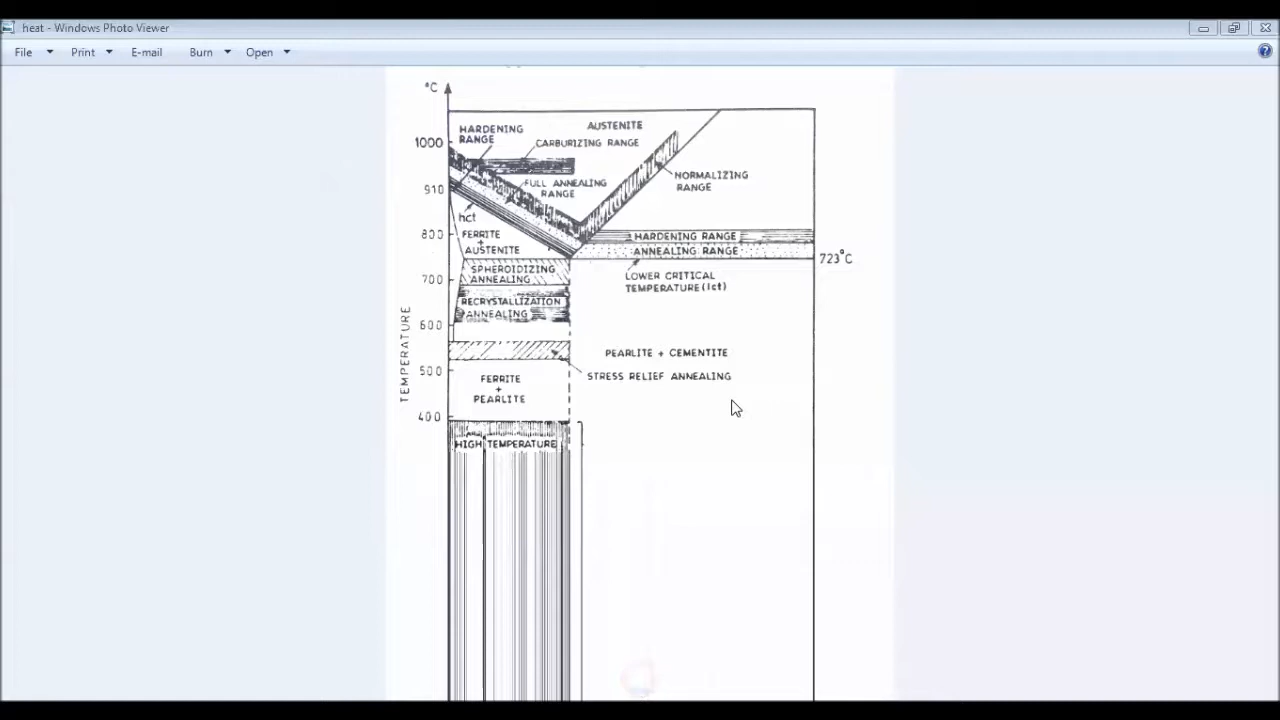 heat - Windows Photo Viewer
File Print E-mail Burn Open
°C
HARDENING
RANGE
AUSTENITE
1000
CARBURIZING RANGE
NORMALIZING
RANGE
910
FULL ANNEALING
RANGE
hct
800
FERRITE
+
AUSTENITE
HARDENING RANGE
ANNEALING RANGE
723°C
SPHEROIDIZING
ANNEALING
LOWER CRITICAL
TEMPERATURE (lct)
700
RECRYSTALLIZATION
ANNEALING
600
TEMPERATURE
PEARLITE + CEMENTITE
STRESS RELIEF ANNEALING
500
FERRITE
+
PEARLITE
400
HIGH TEMPERATURE